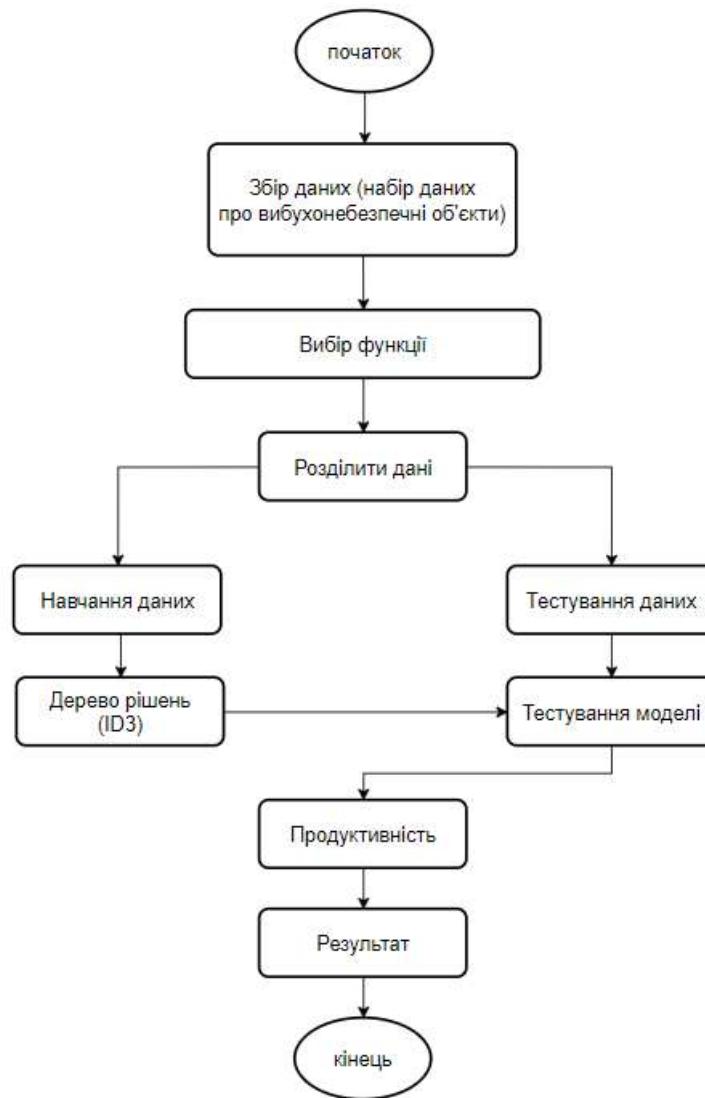 початок
Збір даних (набір даних
про вибухонебезпечні об'єкти)
Вибір функції
Розділити дані
Навчання даних
Тестування даних
Дерево рішень
(ID3)
Тестування моделі
Продуктивність
Результат
кінець